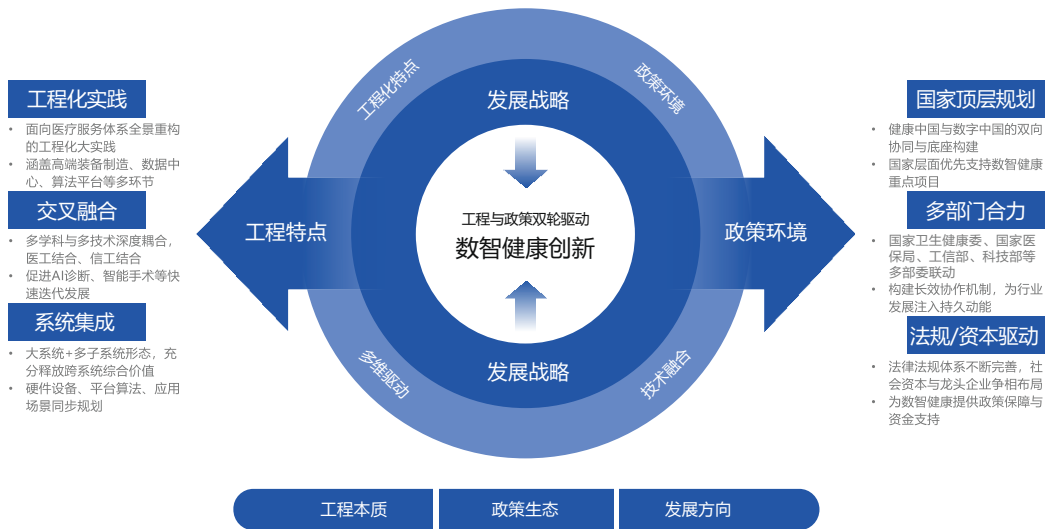 工程化实践
• 面向医疗服务体系全景重构
的工程化大实践
• 涵盖高端装备制造、数据中
心、算法平台等多环节
交叉融合
• 多学科与多技术深度耦合，
医工结合、信工结合
• 促进AI诊断、智能手术等快
速迭代发展
系统集成
• 大系统+多子系统形态，充
分释放跨系统综合价值
• 硬件设备、平台算法、应用
场景同步规划
工程化特点
政策环境
发展战略
工程特点
工程与政策双轮驱动
数智健康创新
政策环境
发展战略
多维驱动
技术融合
国家顶层规划
• 健康中国与数字中国的双向
协同与底座构建
• 国家层面优先支持数智健康
重点项目
多部门合力
• 国家卫生健康委、国家医
保局、工信部、科技部等
多部委联动
• 构建长效协作机制，为行业
发展注入持久动能
法规/资本驱动
• 法律法规体系不断完善，社
会资本与龙头企业争相布局
• 为数智健康提供政策保障与
资金支持
工程本质
政策生态
发展方向